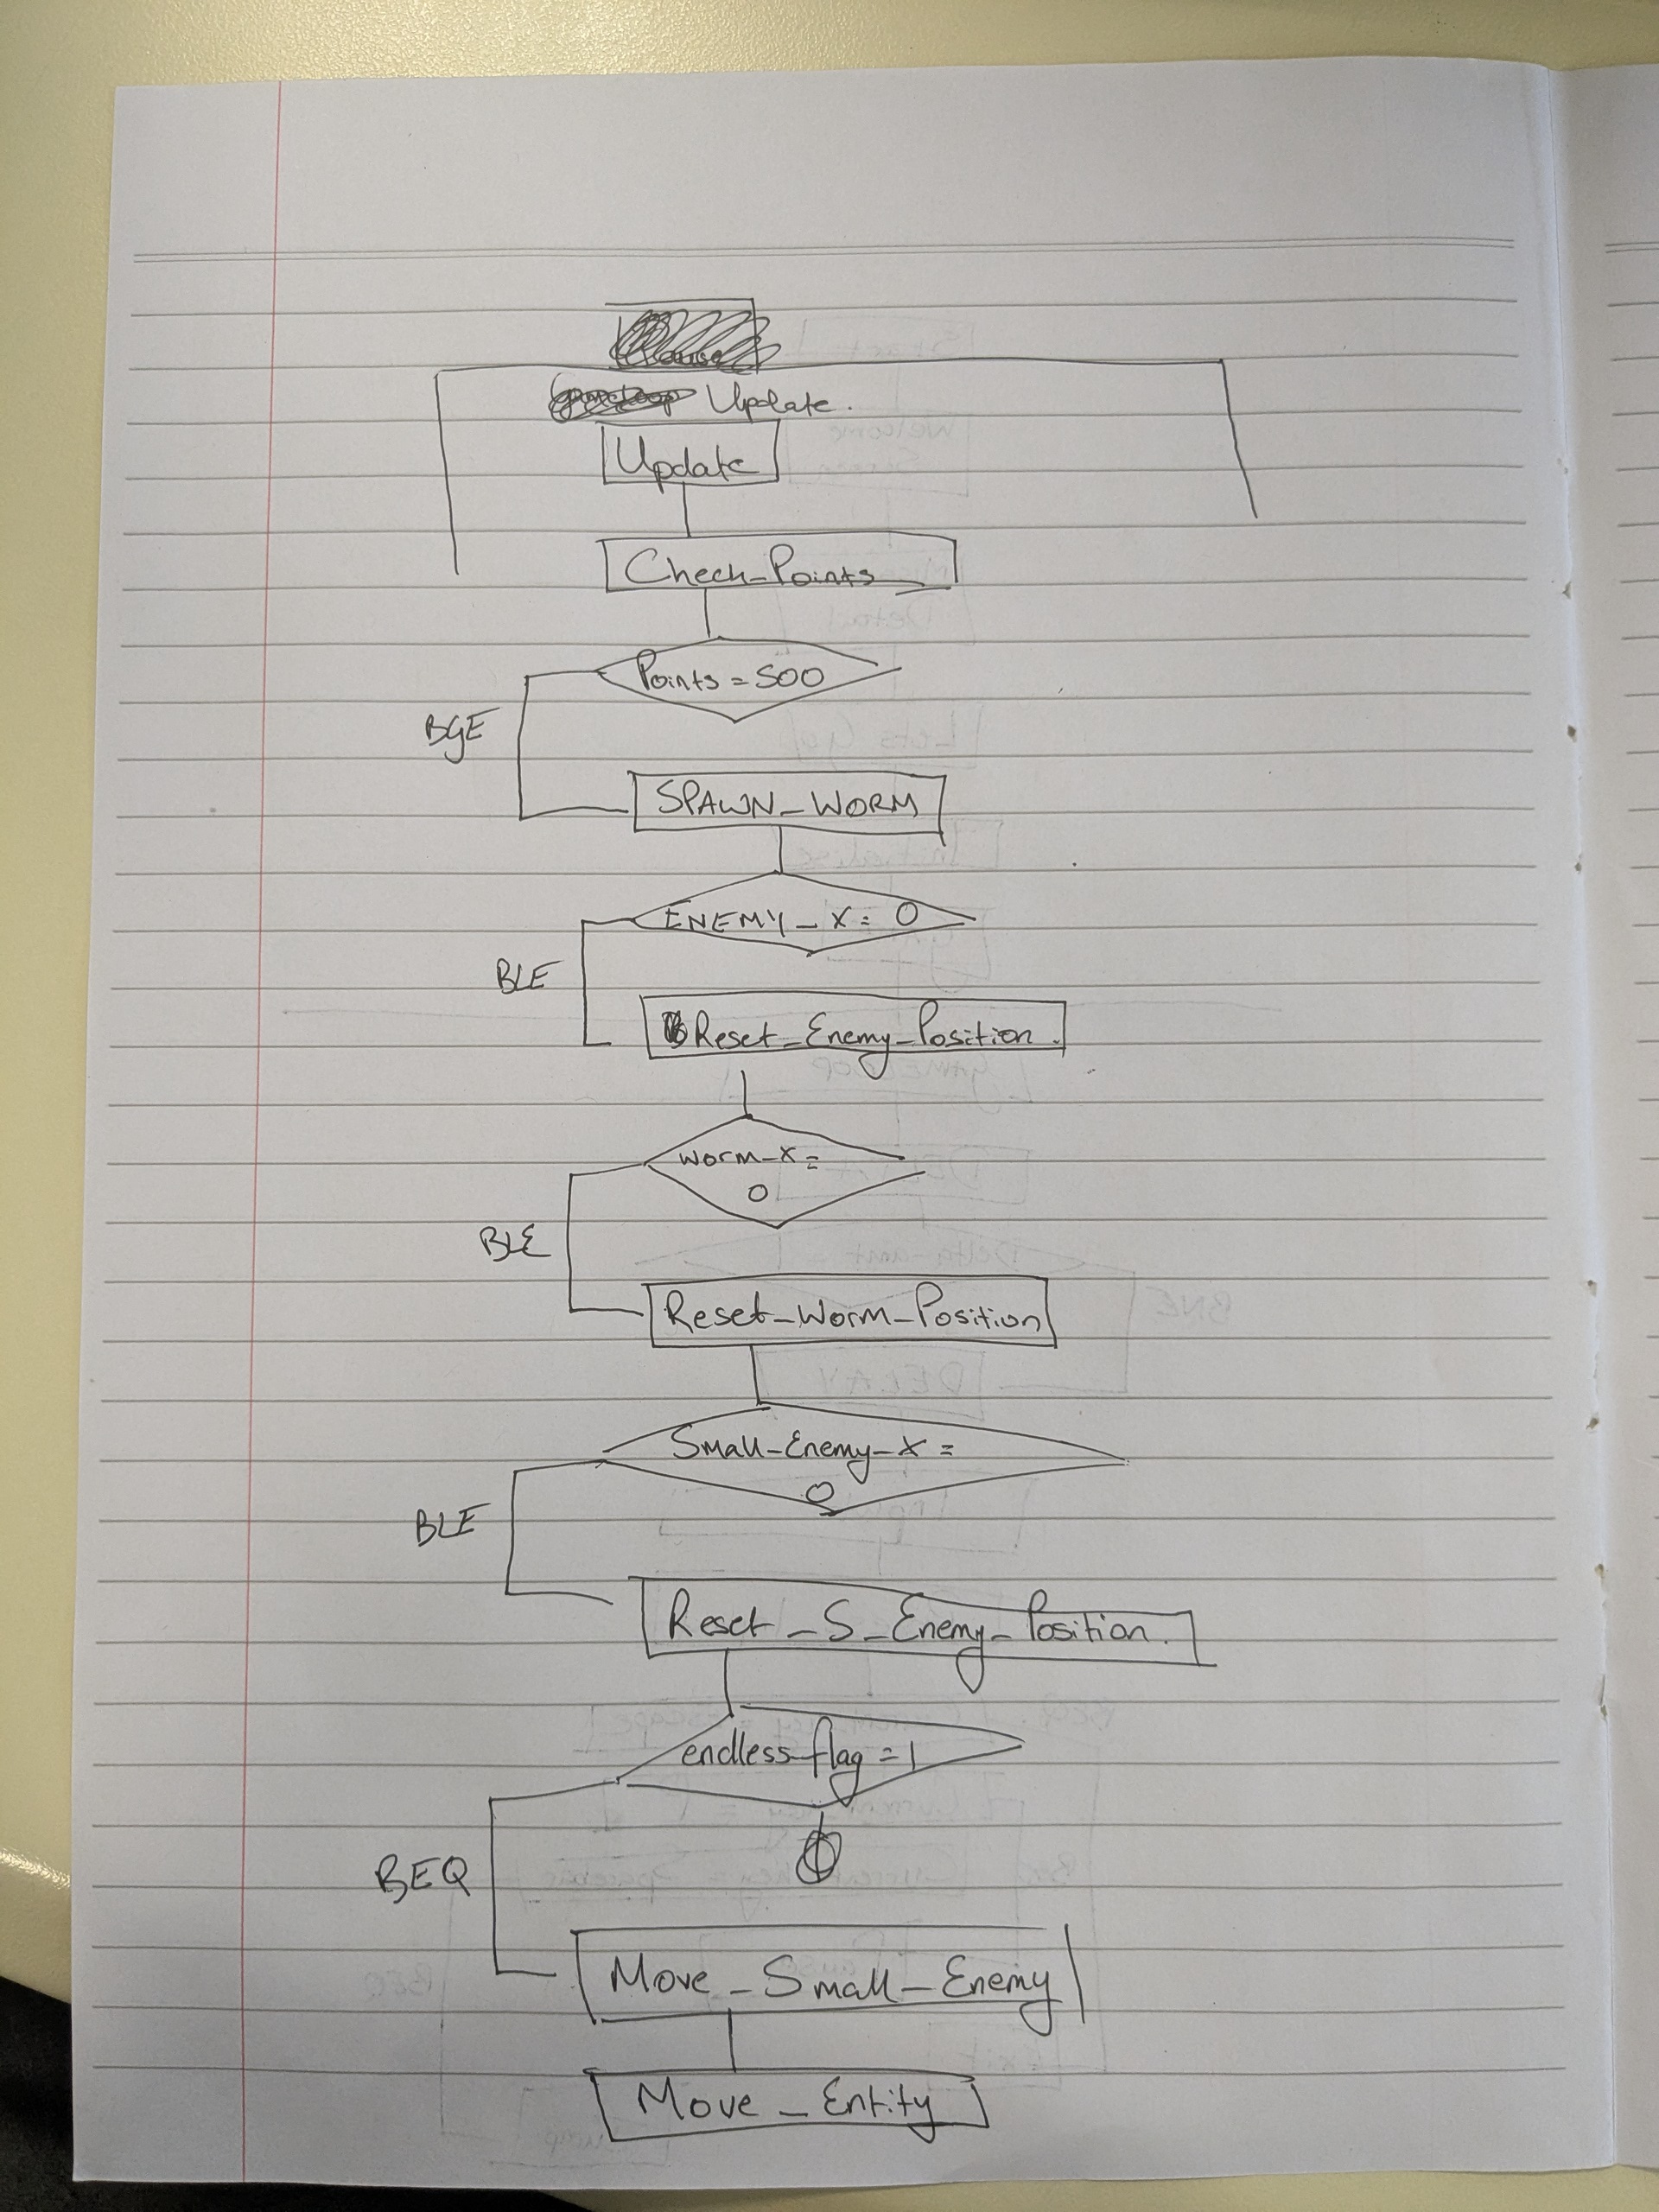 Update.
Update
Check_Points
Points = 500
BGE
SPAWN_WORM
ENEMY_X = 0
BLE
Reset_Enemy_Position.
Worm_X =
0
BLE
Reset_Worm_Position
Small_Enemy_X =
0
BLE
Reset_S_Enemy_Position.
endless_flag = 1
BEQ
Move_Small_Enemy
Move_Entity